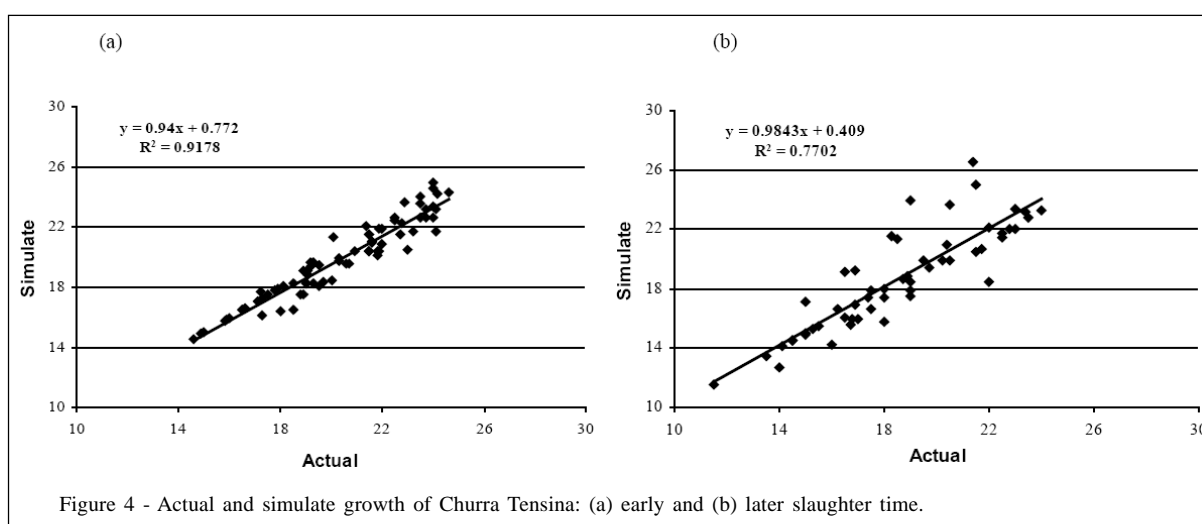 (a)
(b)
y = 0.94x + 0.772
R² = 0.9178
30
26
22
18
14
10
Simulate
10 14 18 22 26 30
Actual
y = 0.9843x + 0.409
R² = 0.7702
30
26
22
18
14
10
Simulate
10 14 18 22 26 30
Actual
Figure 4 - Actual and simulate growth of Churra Tensina: (a) early and (b) later slaughter time.